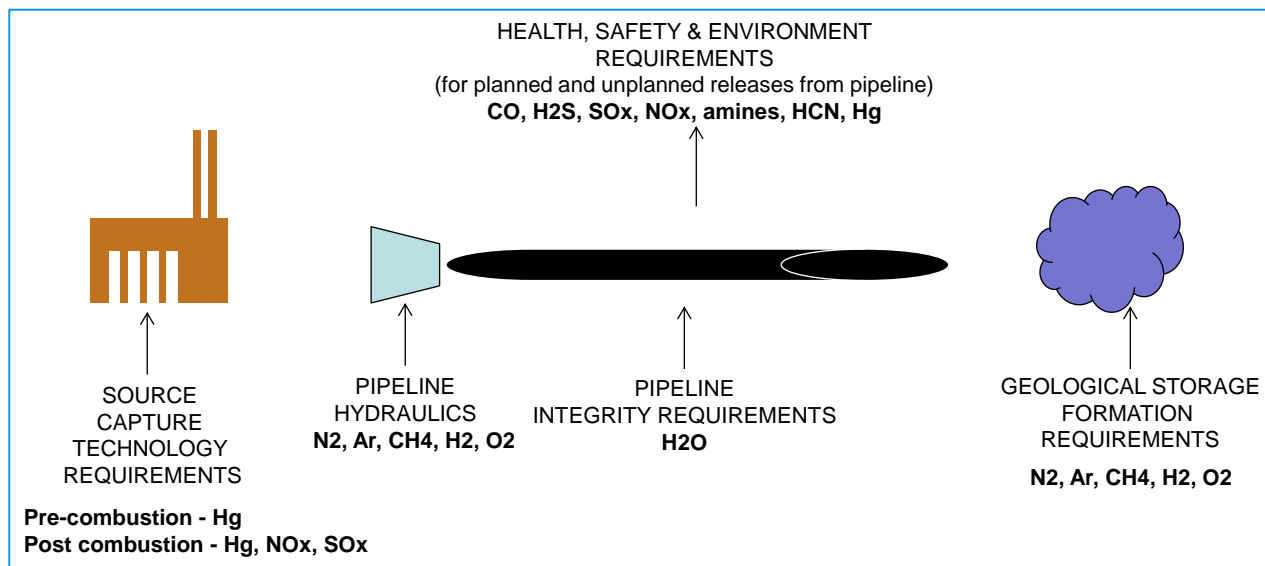 HEALTH, SAFETY & ENVIRONMENT
REQUIREMENTS
(for planned and unplanned releases from pipeline)
CO, H2S, SOx, NOx, amines, HCN, Hg
SOURCE
CAPTURE
TECHNOLOGY
REQUIREMENTS
Pre-combustion - Hg
Post combustion - Hg, NOx, SOx
PIPELINE
HYDRAULICS
N2, Ar, CH4, H2, O2
PIPELINE
INTEGRITY REQUIREMENTS
H2O
GEOLOGICAL STORAGE
FORMATION
REQUIREMENTS
N2, Ar, CH4, H2, O2